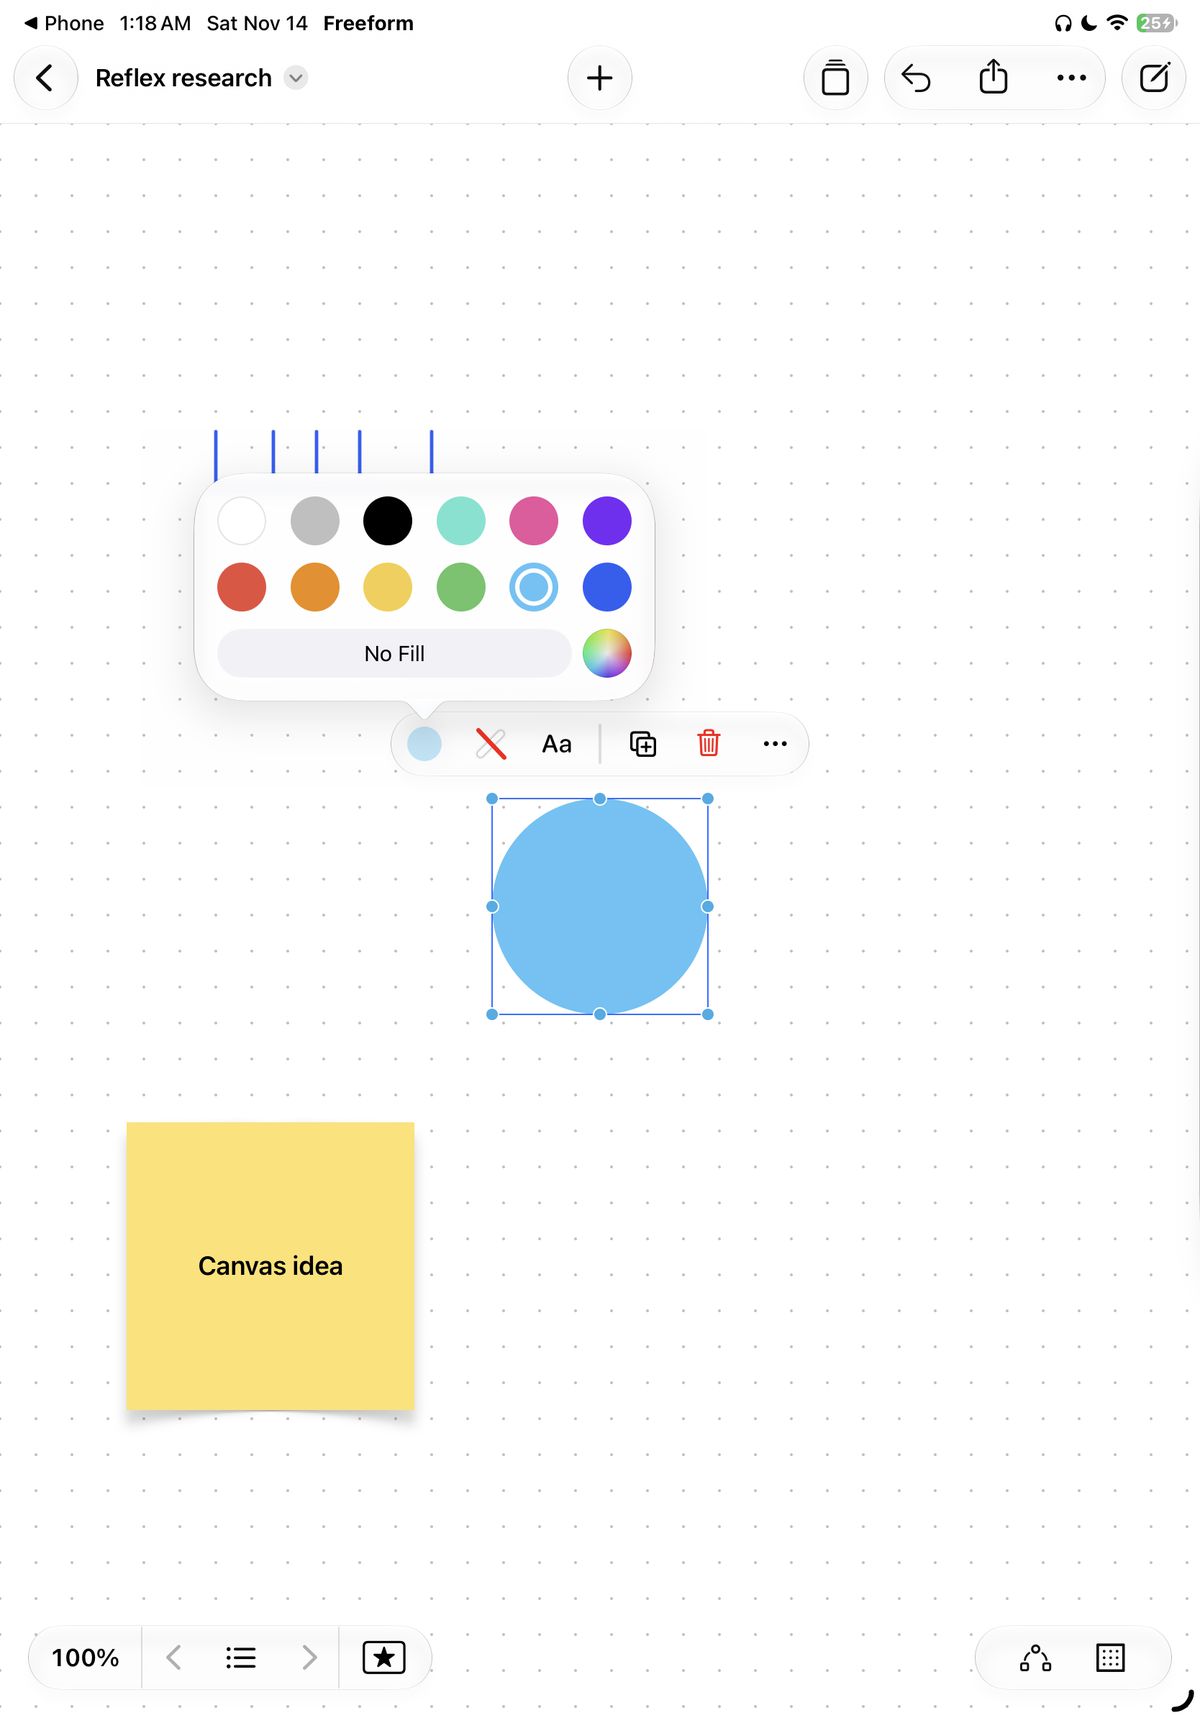 Phone 1:18 AM Sat Nov 14 Freeform 25
Reflex research
No Fill
Aa
Canvas idea
100%